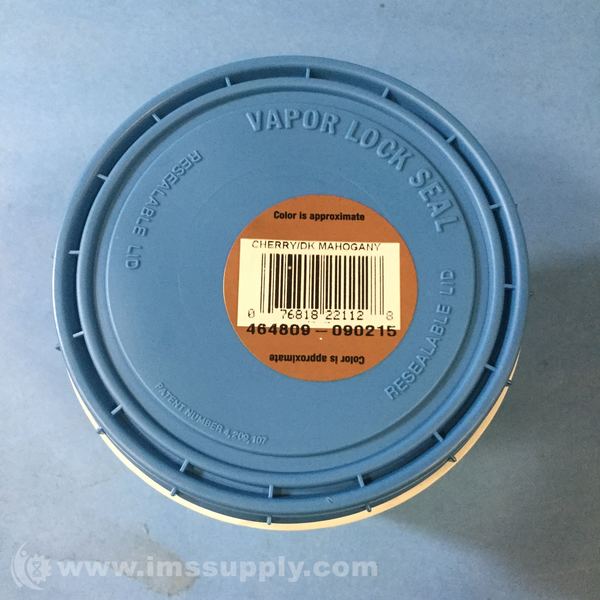 VAPOR LOCK SEAL
RESEALABLE LID
Color is approximate
CHERRY/DK MAHOGANY
0 76818 22112 8
464809-090215
Color is approximate
RESEALABLE LID
PATENT NUMBER 4,209,107
www.imssupply.com